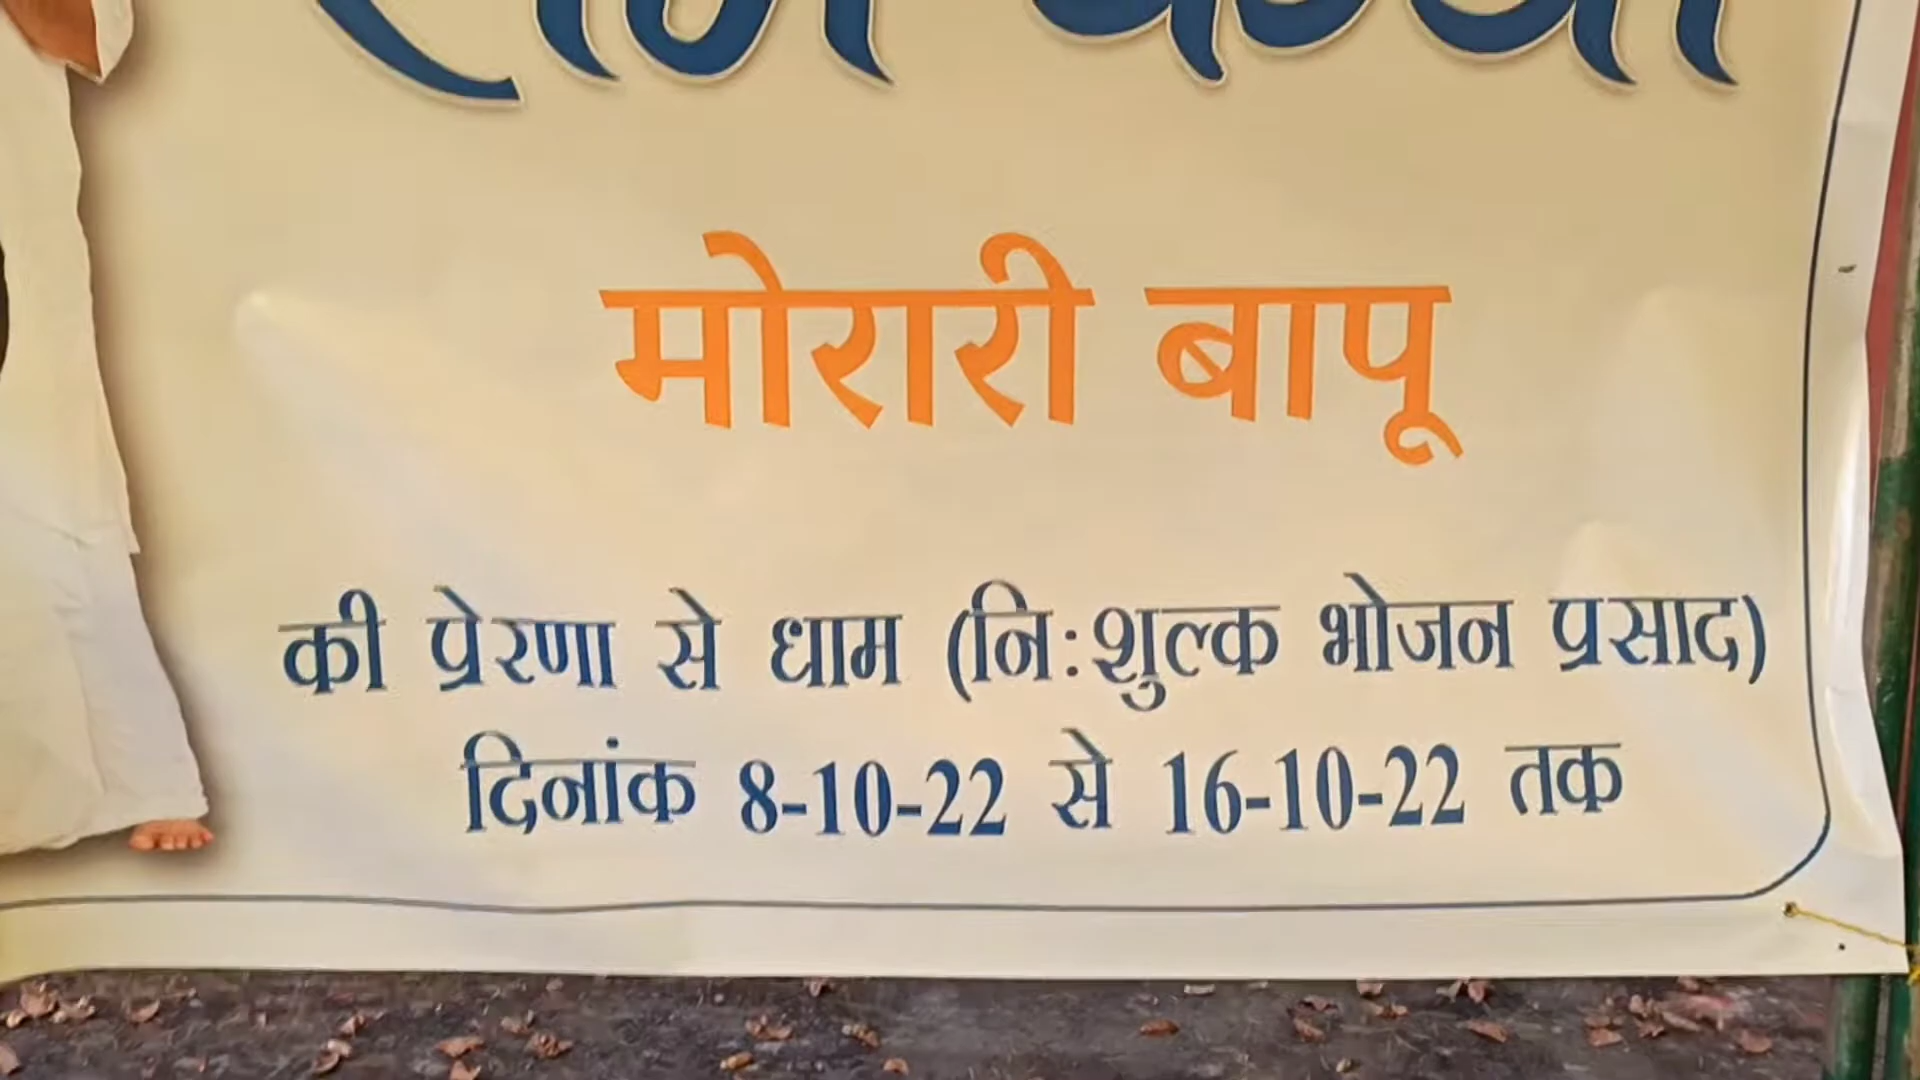 मोरारी बापू
की प्रेरणा से धाम (नि:शुल्क भोजन प्रसाद)
दिनांक 8-10-22 से 16-10-22 तक